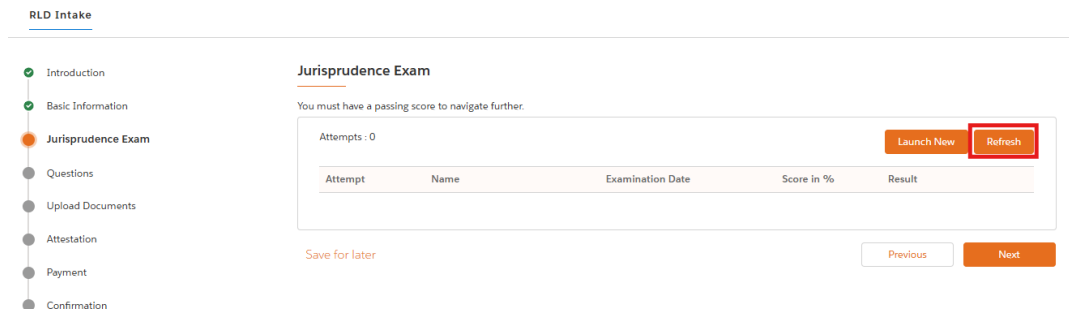 RLD Intake
Introduction
Basic Information
Jurisprudence Exam
Questions
Upload Documents
Attestation
Payment
Confirmation
Jurisprudence Exam
You must have a passing score to navigate further.
Attempts : 0
Launch New
Refresh
Attempt Name Examination Date Score in % Result
Save for later
Previous
Next